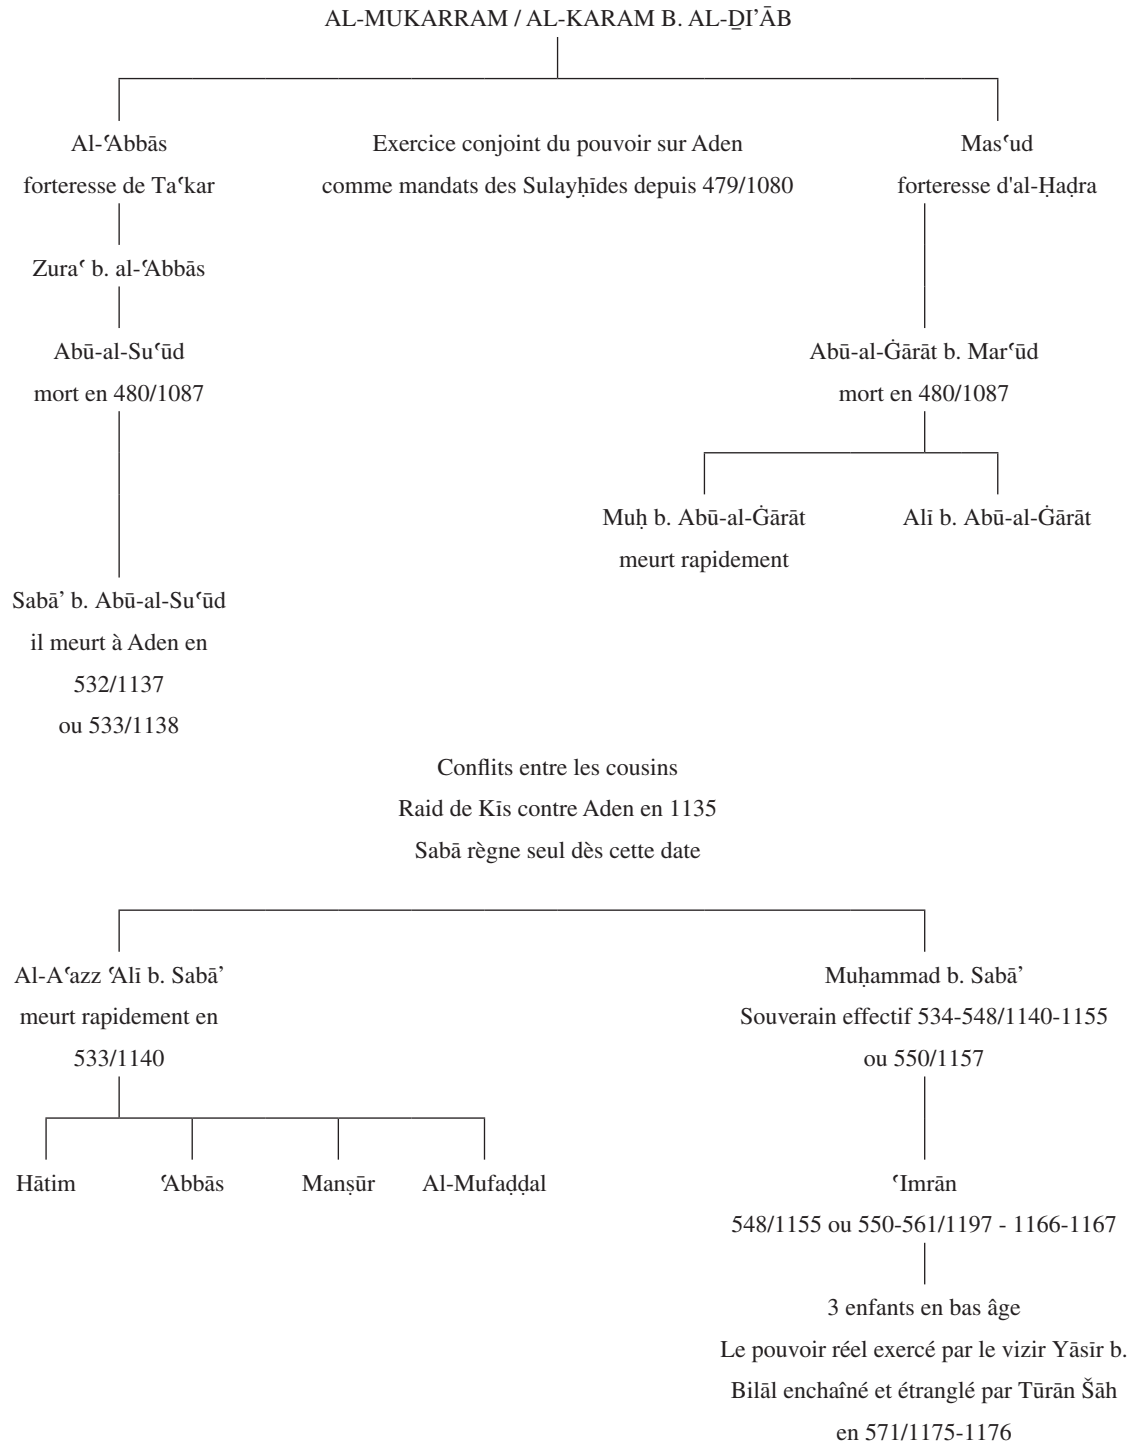 AL-MUKARRAM / AL-KARAM B. AL-ḎI’ĀB
Al-ʿAbbās
forteresse de Taʿkar
Exercice conjoint du pouvoir sur Aden
comme mandats des Sulayḥīdes depuis 479/1080
Masʿud
forteresse d'al-Ḥaḍra
Zuraʿ b. al-ʿAbbās
Abū-al-Suʿūd
mort en 480/1087
Abū-al-Ġārāt b. Marʿūd
mort en 480/1087
Muḥ b. Abū-al-Ġārāt
meurt rapidement
Alī b. Abū-al-Ġārāt
Sabā’ b. Abū-al-Suʿūd
il meurt à Aden en
532/1137
ou 533/1138
Conflits entre les cousins
Raid de Kīs contre Aden en 1135
Sabā règne seul dès cette date
Al-Aʿazz ʿAlī b. Sabā’
meurt rapidement en
533/1140
Muḥammad b. Sabā’
Souverain effectif 534-548/1140-1155
ou 550/1157
Hātim
ʿAbbās
Manṣūr
Al-Mufaḍḍal
ʿImrān
548/1155 ou 550-561/1197 - 1166-1167
3 enfants en bas âge
Le pouvoir réel exercé par le vizir Yāsīr b.
Bilāl enchaîné et étranglé par Tūrān Šāh
en 571/1175-1176